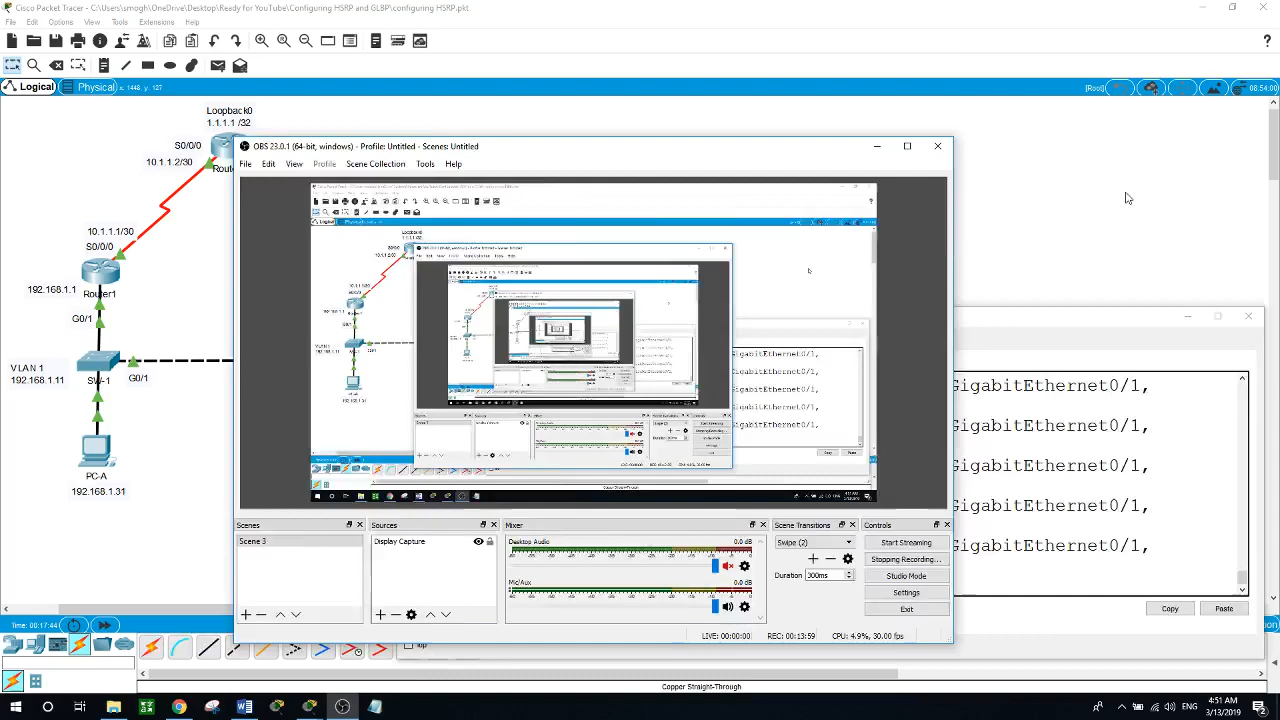 Cisco Packet Tracer - C:\Users\smogh\OneDrive\Desktop\Ready for YouTube\Configuring HSRP and GLBP\configuring HSRP.pkt
File Edit Options View Tools Extensions Help
Logical Physical x: 1448, y: 127 [Root] 08:54:00
Loopback0
1.1.1.1 /32
S0/0/0
10.1.1.2/30
10.1.1.1/30
S0/0/0
192.168.1.1
Router1
G0/1
VLAN 1
192.168.1.11
SW-1
G0/1
PC-A
192.168.1.31
OBS 23.0.1 (64-bit, windows) - Profile: Untitled - Scenes: Untitled
File Edit View Profile Scene Collection Tools Help
Scenes
Scene 3
Sources
Display Capture
Mixer
Desktop Audio 0.0 dB
Mic/Aux 0.0 dB
Scene Transitions
Swipe (2)
Duration 300ms
Controls
Start Streaming
Stopping Recording...
Studio Mode
Settings
Exit
LIVE: 00:00:00 REC: 00:13:59 CPU: 4.9%, 30.00 fps
GigabitEthernet0/1,
GigabitEthernet0/1,
GigabitEthernet0/1,
GigabitEthernet0/1,
GigabitEthernet0/1,
Copy Paste
Time: 00:17:44
Top
Copper Straight-Through
ENG
4:51 AM
3/13/2019